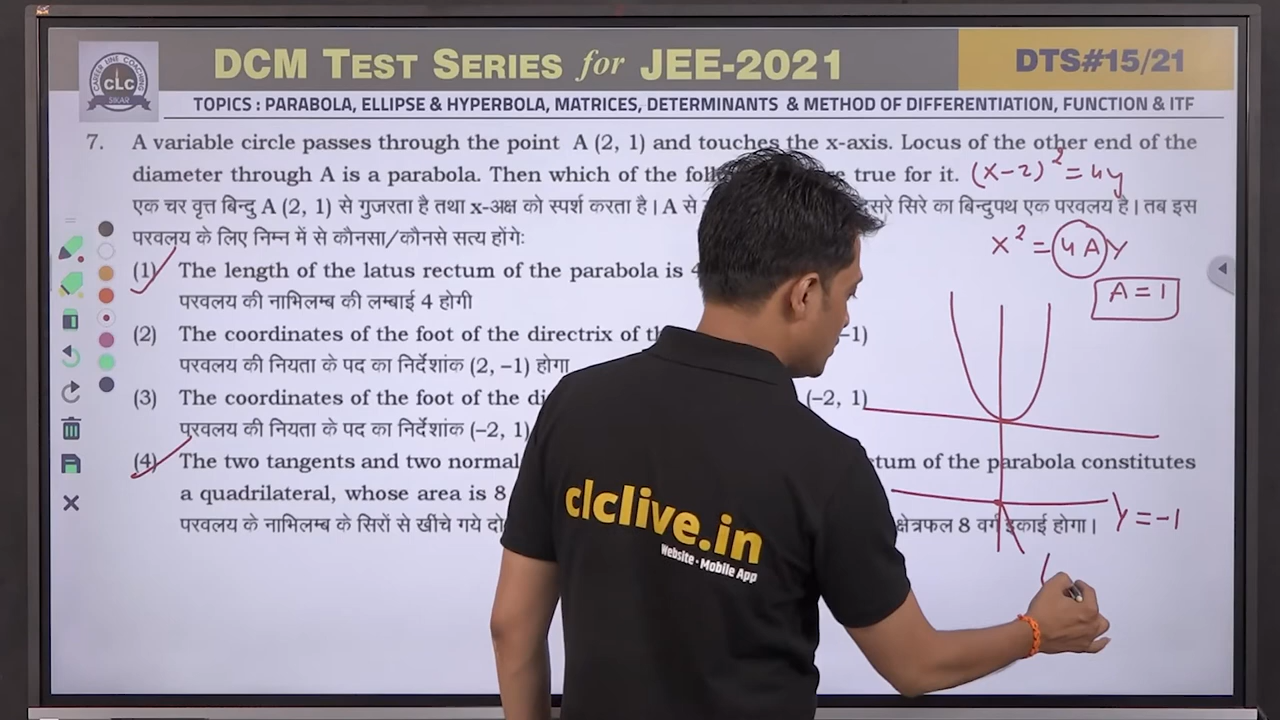 DCM TEST SERIES for JEE-2021
DTS#15/21
CAREER LINE COACHING
CLC
SIKAR
TOPICS : PARABOLA, ELLIPSE & HYPERBOLA, MATRICES, DETERMINANTS & METHOD OF DIFFERENTIATION, FUNCTION & ITF
7. A variable circle passes through the point A (2, 1) and touches the x-axis. Locus of the other end of the
diameter through A is a parabola. Then which of the true for it. (x-2)² = 4y
एक चर वृत्त बिन्दु A (2, 1) से गुजरता है तथा x-अक्ष को स्पर्श करता है। A से सिरे का बिन्दुपथ एक परवलय है। तब इस
परवलय के लिए निम्न में से कौनसा/कौनसे सत्य होंगेः
x² = 4AY
A = 1
(1) The length of the latus rectum of the parabola is 4
परवलय की नाभिलम्ब की लम्बाई 4 होगी
(2) The coordinates of the foot of the directrix of -1)
परवलय की नियता के पद का निर्देशांक (2, –1) होगा
(3) The coordinates of the foot of the (–2, 1)
परवलय की नियता के पद का निर्देशांक (–2, 1)
(4) The two tangents and two normal of the parabola constitutes
a quadrilateral, whose area is 8
परवलय के नाभिलम्ब के सिरों से खींचे गये दो क्षेत्रफल 8 वर्ग इकाई होगा।
Y = -1
clclive.in
Website • Mobile App